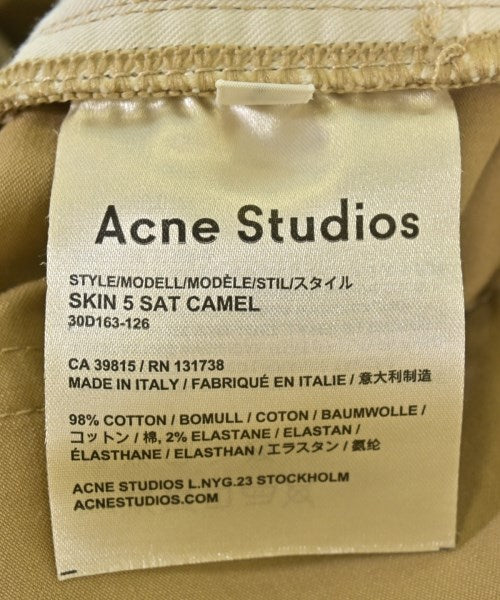 Acne Studios
STYLE/MODELL/MODÈLE/STIL/スタイル
SKIN 5 SAT CAMEL
30D163-126
CA 39815 / RN 131738
MADE IN ITALY / FABRIQUÉ EN ITALIE / 意大利制造
98% COTTON / BOMULL / COTON / BAUMWOLLE /
コットン / 棉, 2% ELASTANE / ELASTAN /
ÉLASTHANE / ELASTHAN / エラスタン / 氨纶
ACNE STUDIOS L.NYG.23 STOCKHOLM
ACNESTUDIOS.COM